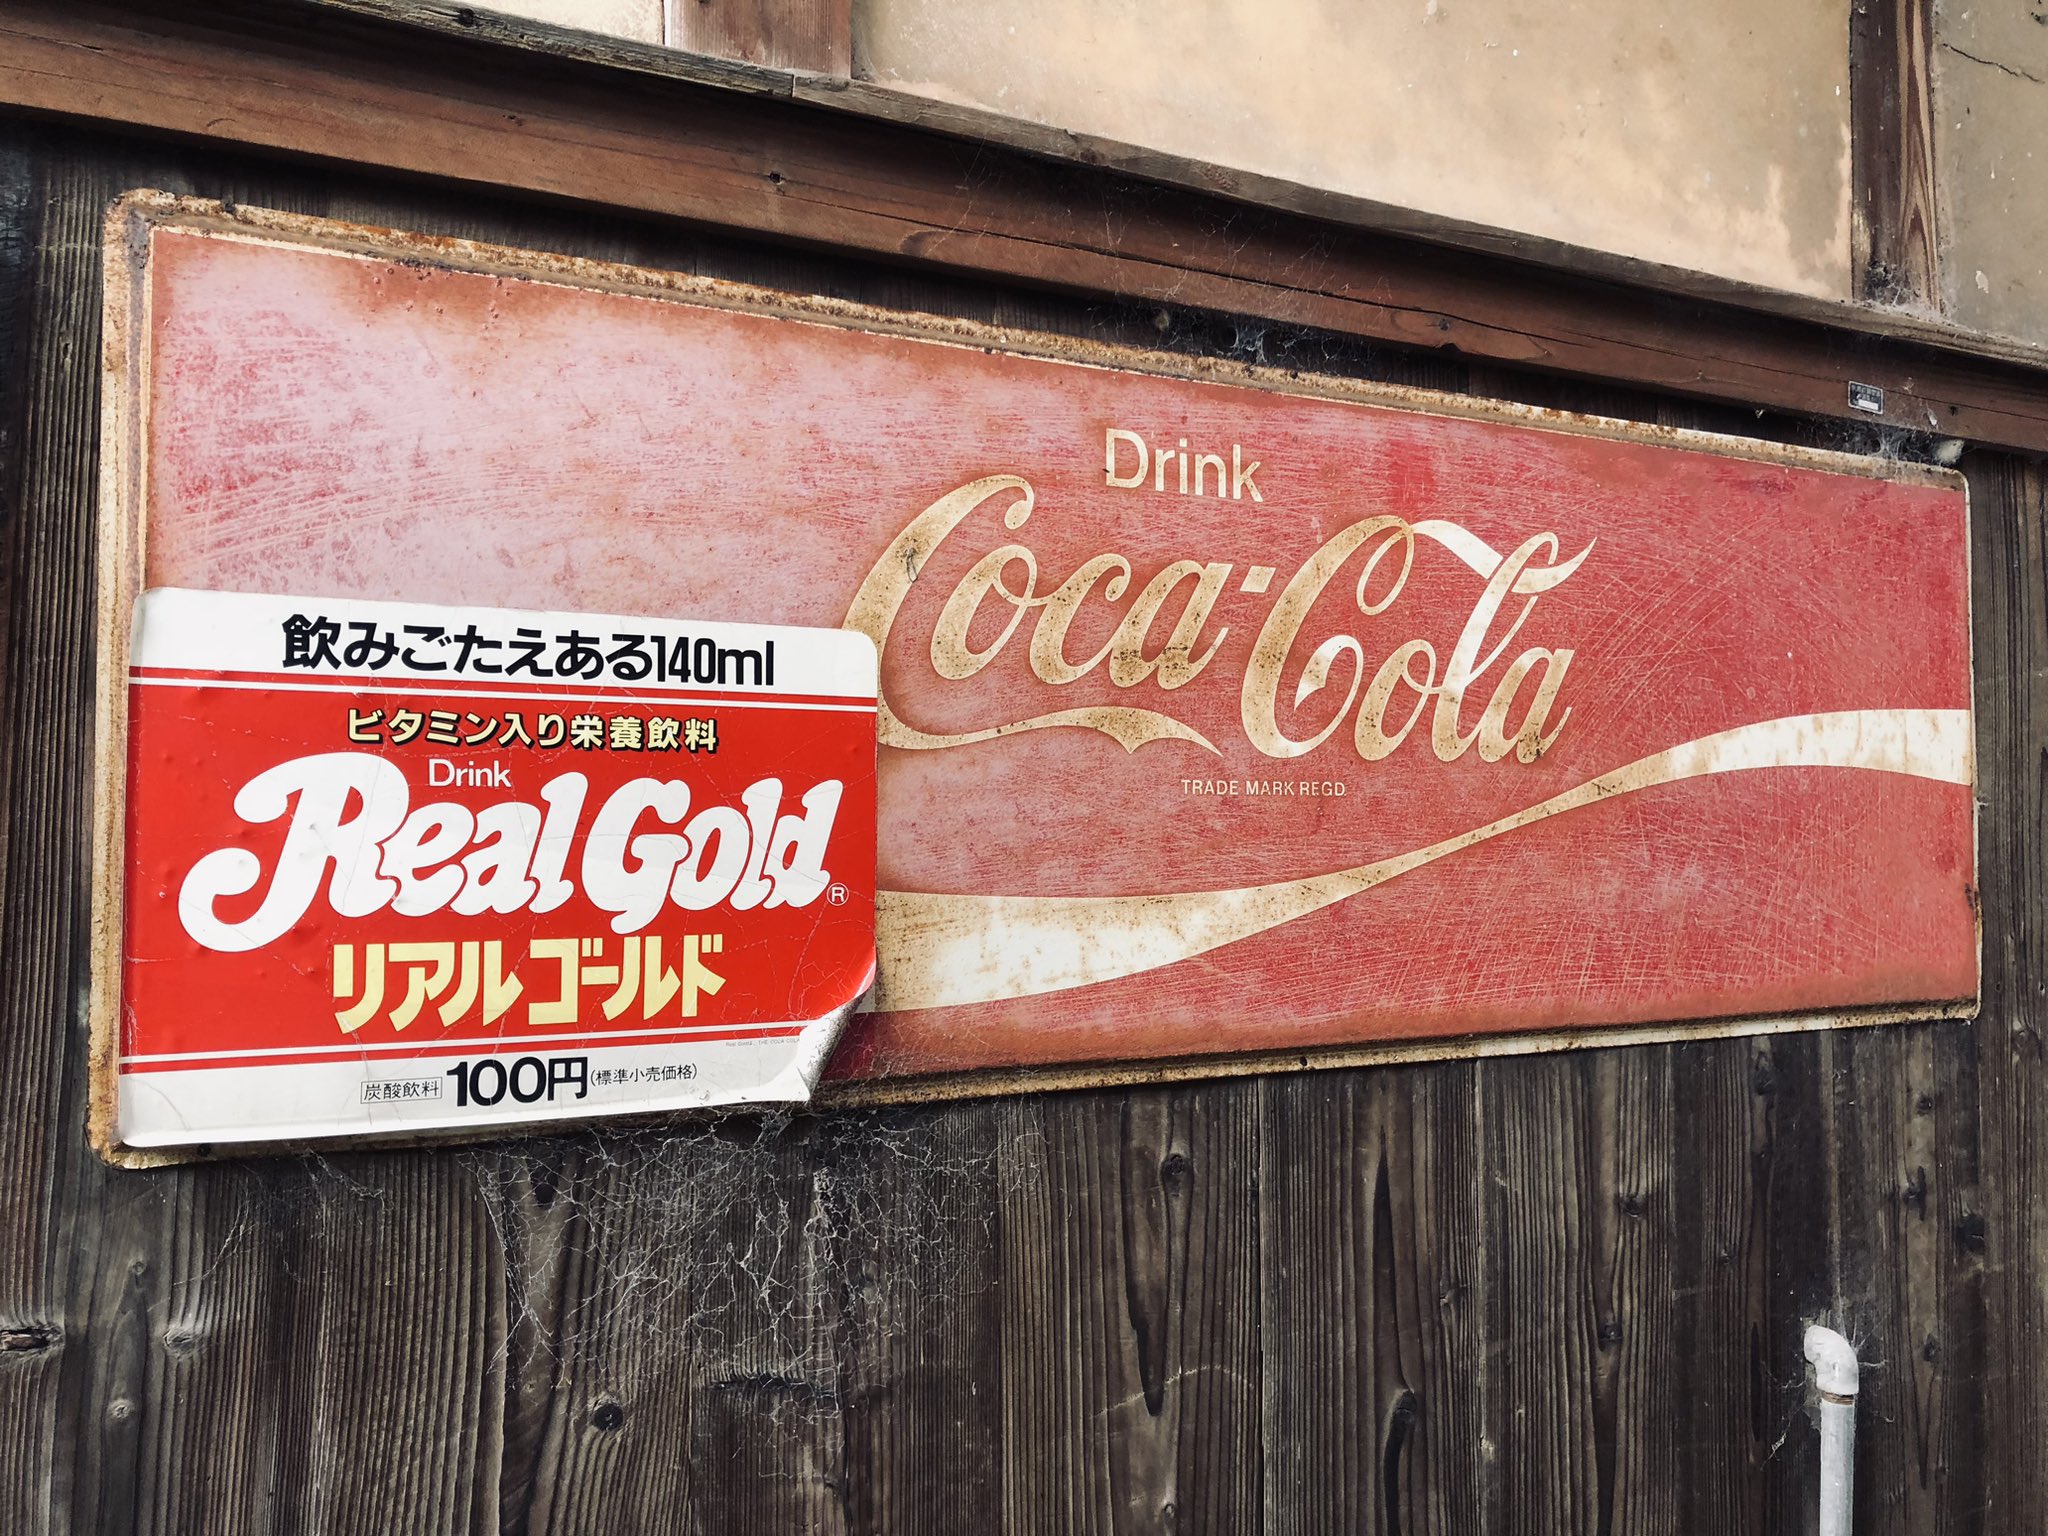 Drink
Coca-Cola
TRADE MARK REGD
飲みごたえある140ml
ビタミン入り栄養飲料
Drink
Real Gold®
リアルゴールド
炭酸飲料 100円(標準小売価格)